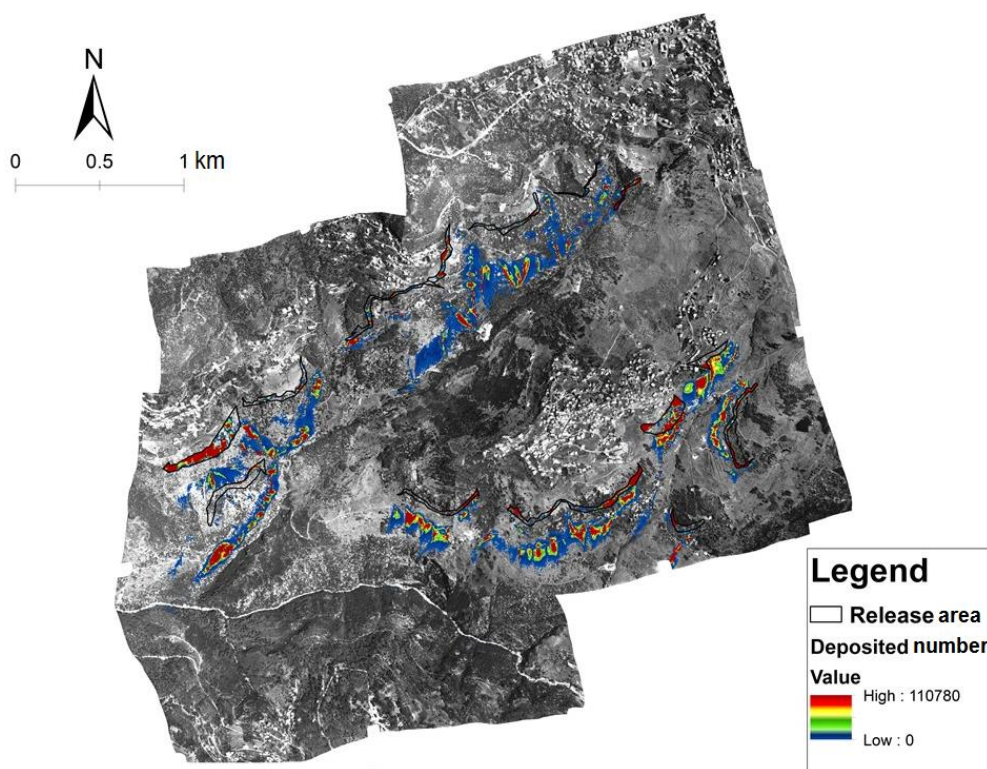 N
0 0.5 1 km
Legend
Release area
Deposited number
Value
High : 110780
Low : 0